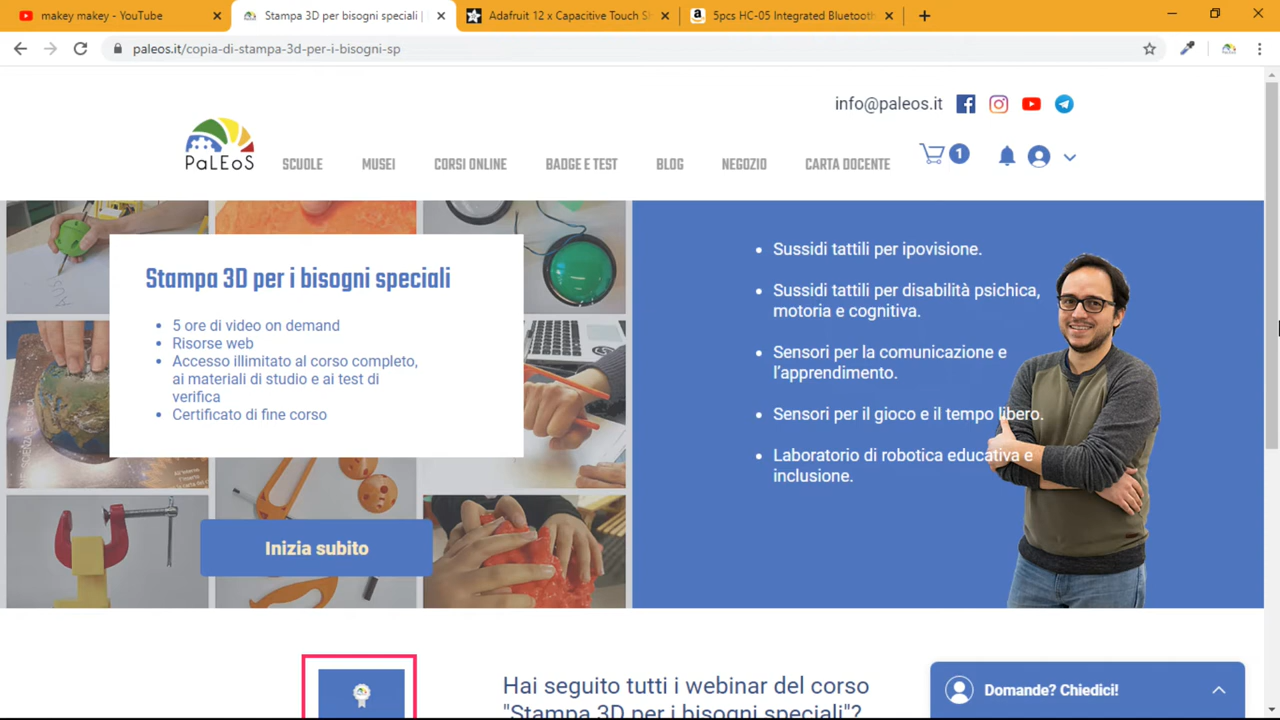 makey makey - YouTube
Stampa 3D per bisogni speciali |
Adafruit 12 x Capacitive Touch Sh
5pcs HC-05 Integrated Bluetooth
paleos.it/copia-di-stampa-3d-per-i-bisogni-sp
info@paleos.it
PaLEoS
SCUOLE
MUSEI
CORSI ONLINE
BADGE E TEST
BLOG
NEGOZIO
CARTA DOCENTE
1
Stampa 3D per i bisogni speciali
5 ore di video on demand
Risorse web
Accesso illimitato al corso completo,
ai materiali di studio e ai test di
verifica
Certificato di fine corso
Inizia subito
Sussidi tattili per ipovisione.
Sussidi tattili per disabilità psichica,
motoria e cognitiva.
Sensori per la comunicazione e
l'apprendimento.
Sensori per il gioco e il tempo libero.
Laboratorio di robotica educativa e
inclusione.
Hai seguito tutti i webinar del corso
"Stampa 3D per i bisogni speciali"?
Domande? Chiedici!